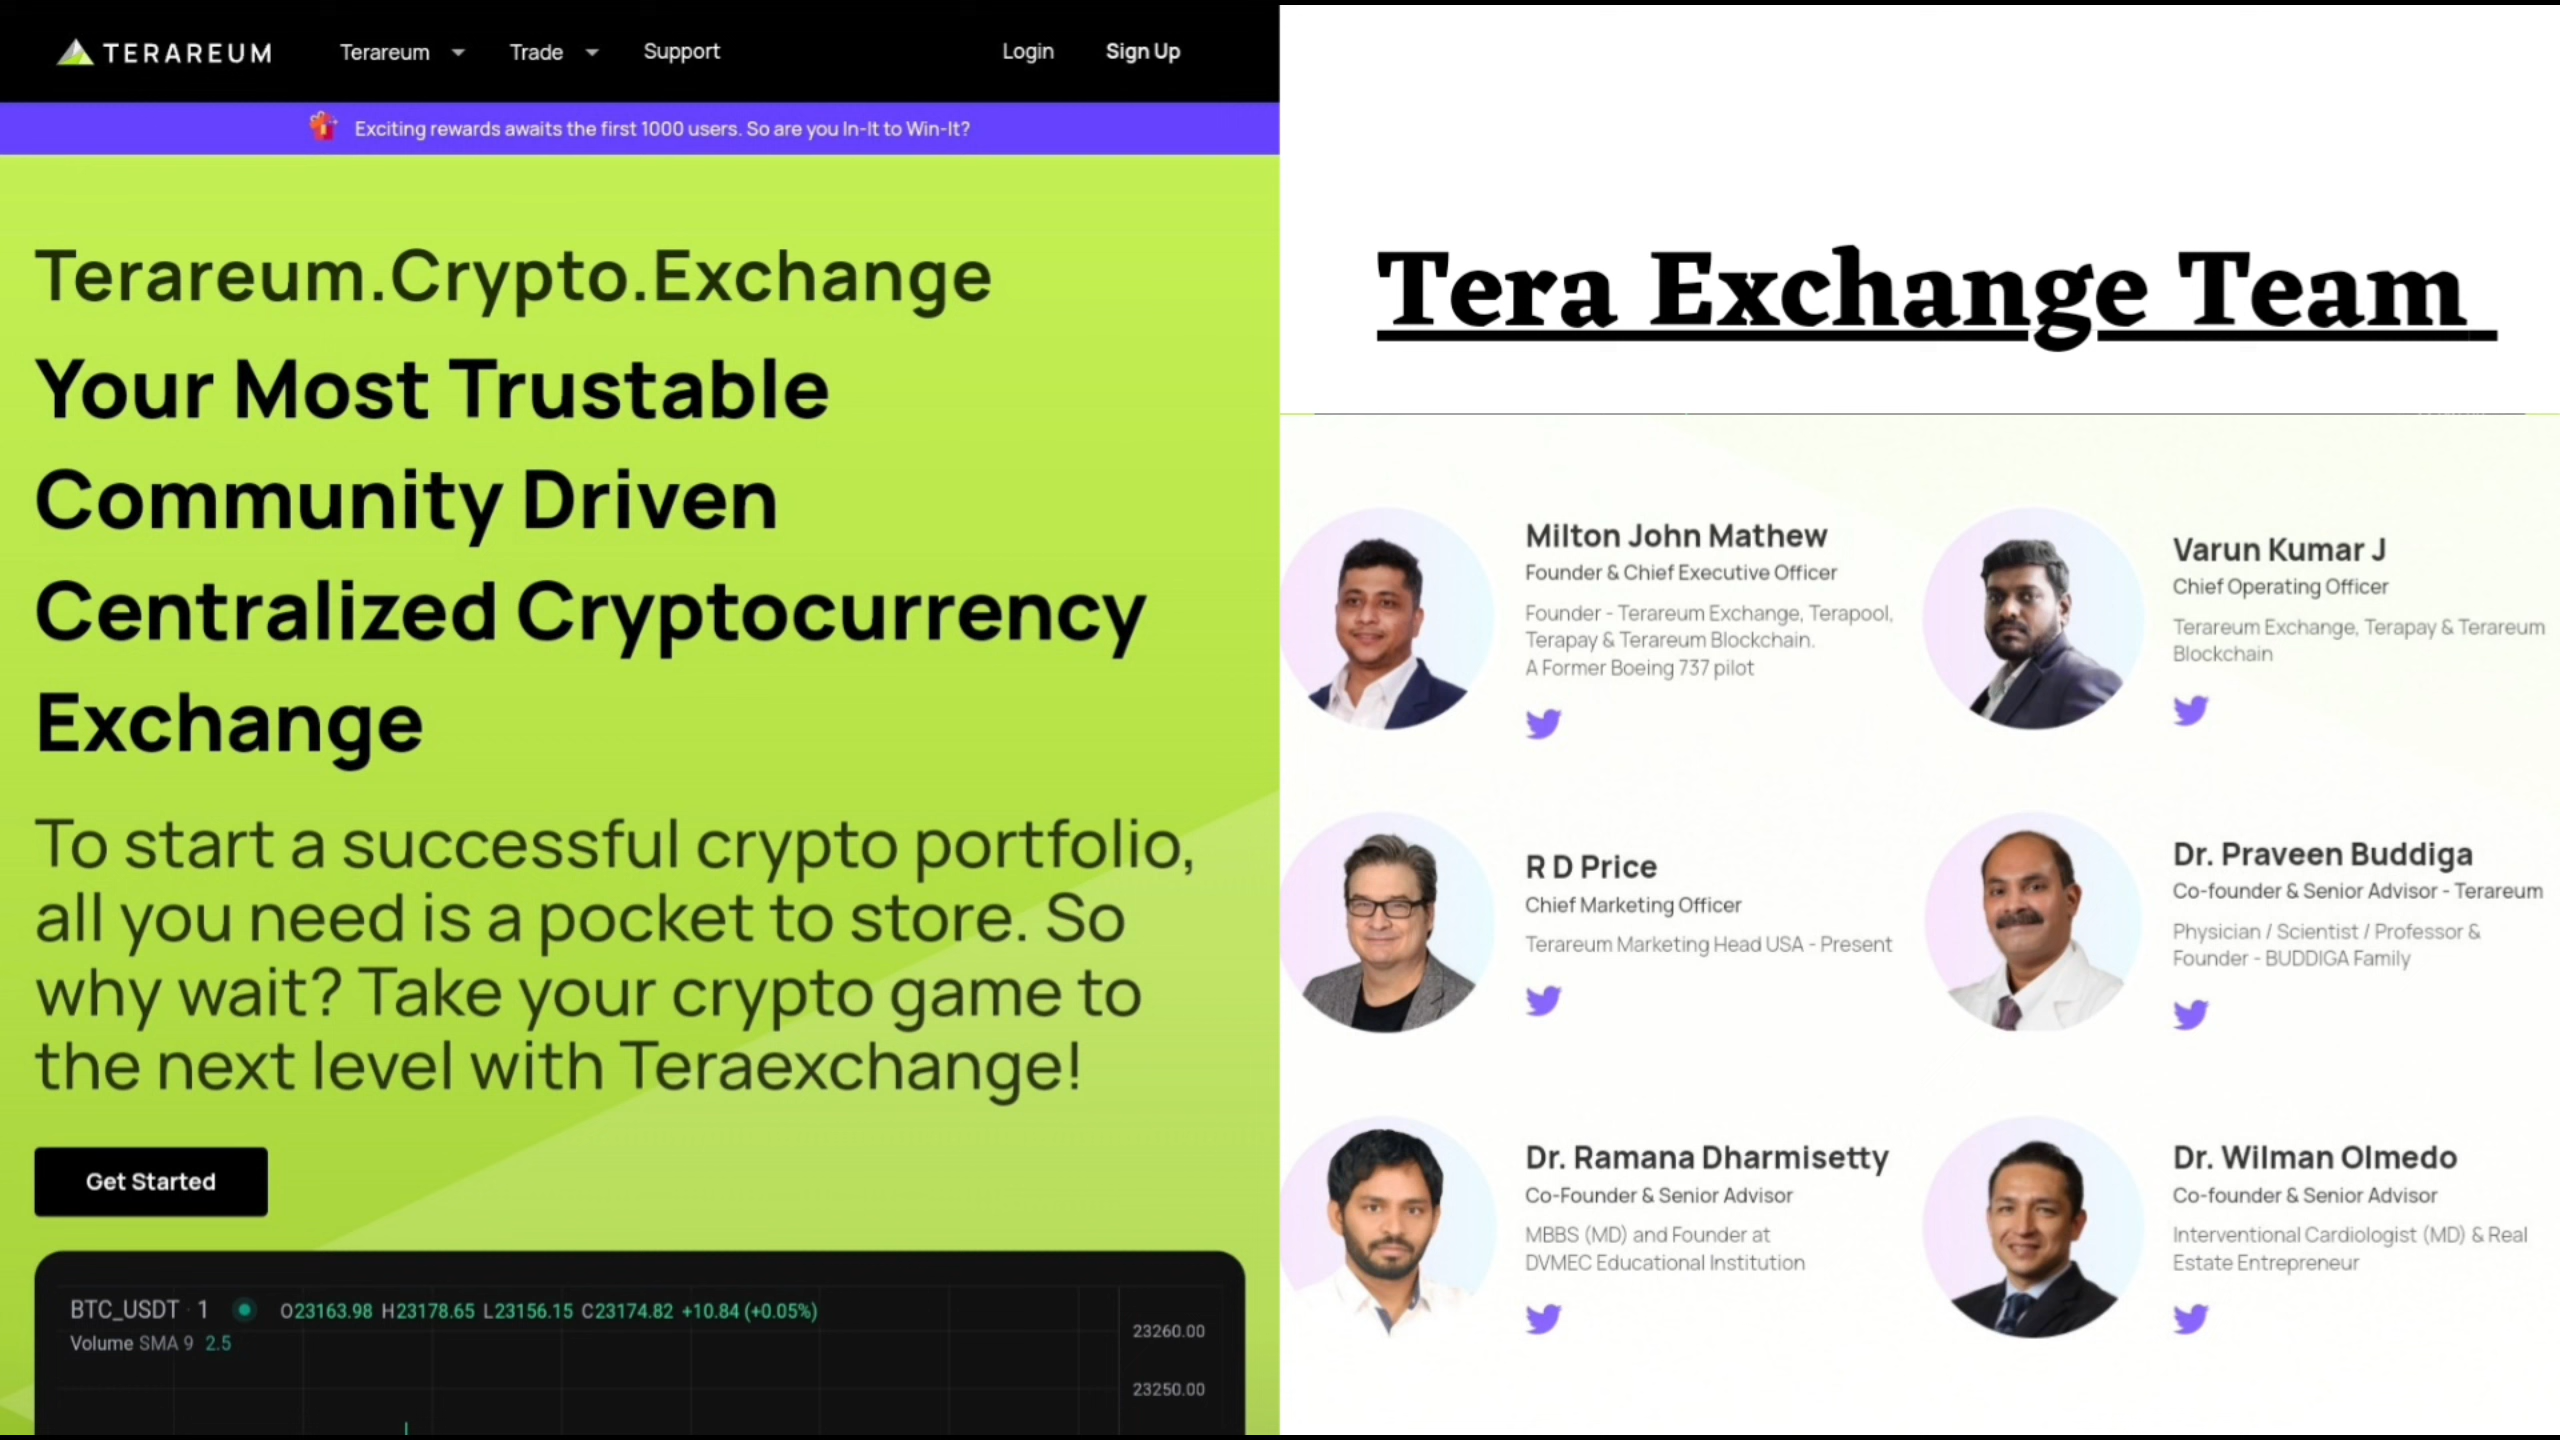 TERAREUM
Terareum
Trade
Support
Login
Sign Up
Exciting rewards awaits the first 1000 users. So are you In-It to Win-It?
Terareum.Crypto.Exchange
Your Most Trustable
Community Driven
Centralized Cryptocurrency
Exchange
To start a successful crypto portfolio,
all you need is a pocket to store. So
why wait? Take your crypto game to
the next level with Teraexchange!
Get Started
BTC_USDT · 1 O23163.98 H23178.65 L23156.15 C23174.82 +10.84 (+0.05%)
Volume SMA 9 2.5
23260.00
23250.00
Tera Exchange Team
Milton John Mathew
Founder & Chief Executive Officer
Founder - Terareum Exchange, Terapool,
Terapay & Terareum Blockchain.
A Former Boeing 737 pilot
Varun Kumar J
Chief Operating Officer
Terareum Exchange, Terapay & Terareum
Blockchain
R D Price
Chief Marketing Officer
Terareum Marketing Head USA - Present
Dr. Praveen Buddiga
Co-founder & Senior Advisor - Terareum
Physician / Scientist / Professor &
Founder - BUDDIGA Family
Dr. Ramana Dharmisetty
Co-Founder & Senior Advisor
MBBS (MD) and Founder at
DVMEC Educational Institution
Dr. Wilman Olmedo
Co-founder & Senior Advisor
Interventional Cardiologist (MD) & Real
Estate Entrepreneur